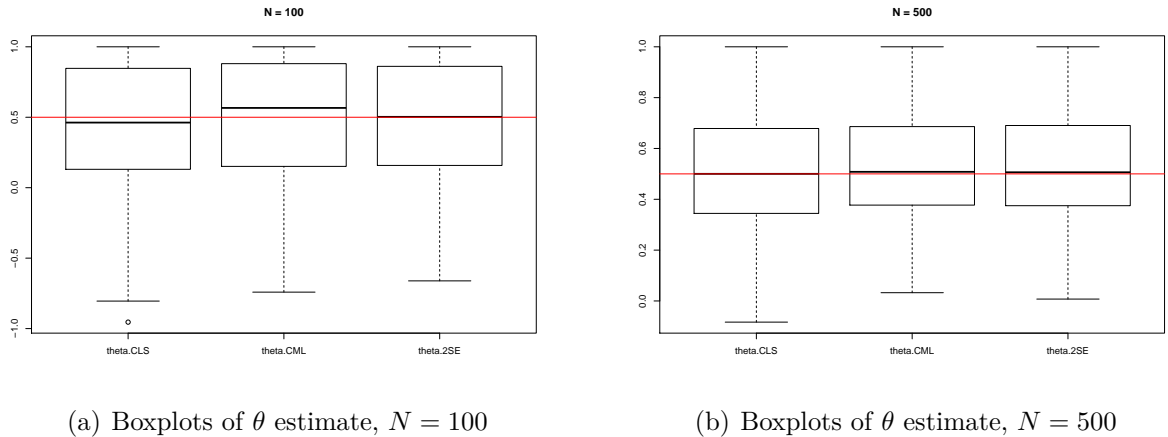 N = 100
1.0
0.5
0.0
−0.5
−1.0
theta.CLS theta.CML theta.2SE
(a) Boxplots of θ estimate, N = 100
N = 500
1.0
0.8
0.6
0.4
0.2
0.0
theta.CLS theta.CML theta.2SE
(b) Boxplots of θ estimate, N = 500